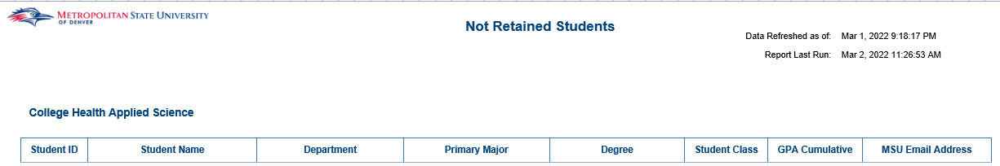 METROPOLITAN STATE UNIVERSITY
OF DENVER
Not Retained Students
Data Refreshed as of: Mar 1, 2022 9:18:17 PM
Report Last Run: Mar 2, 2022 11:26:53 AM
College Health Applied Science
Student ID Student Name Department Primary Major Degree Student Class GPA Cumulative MSU Email Address